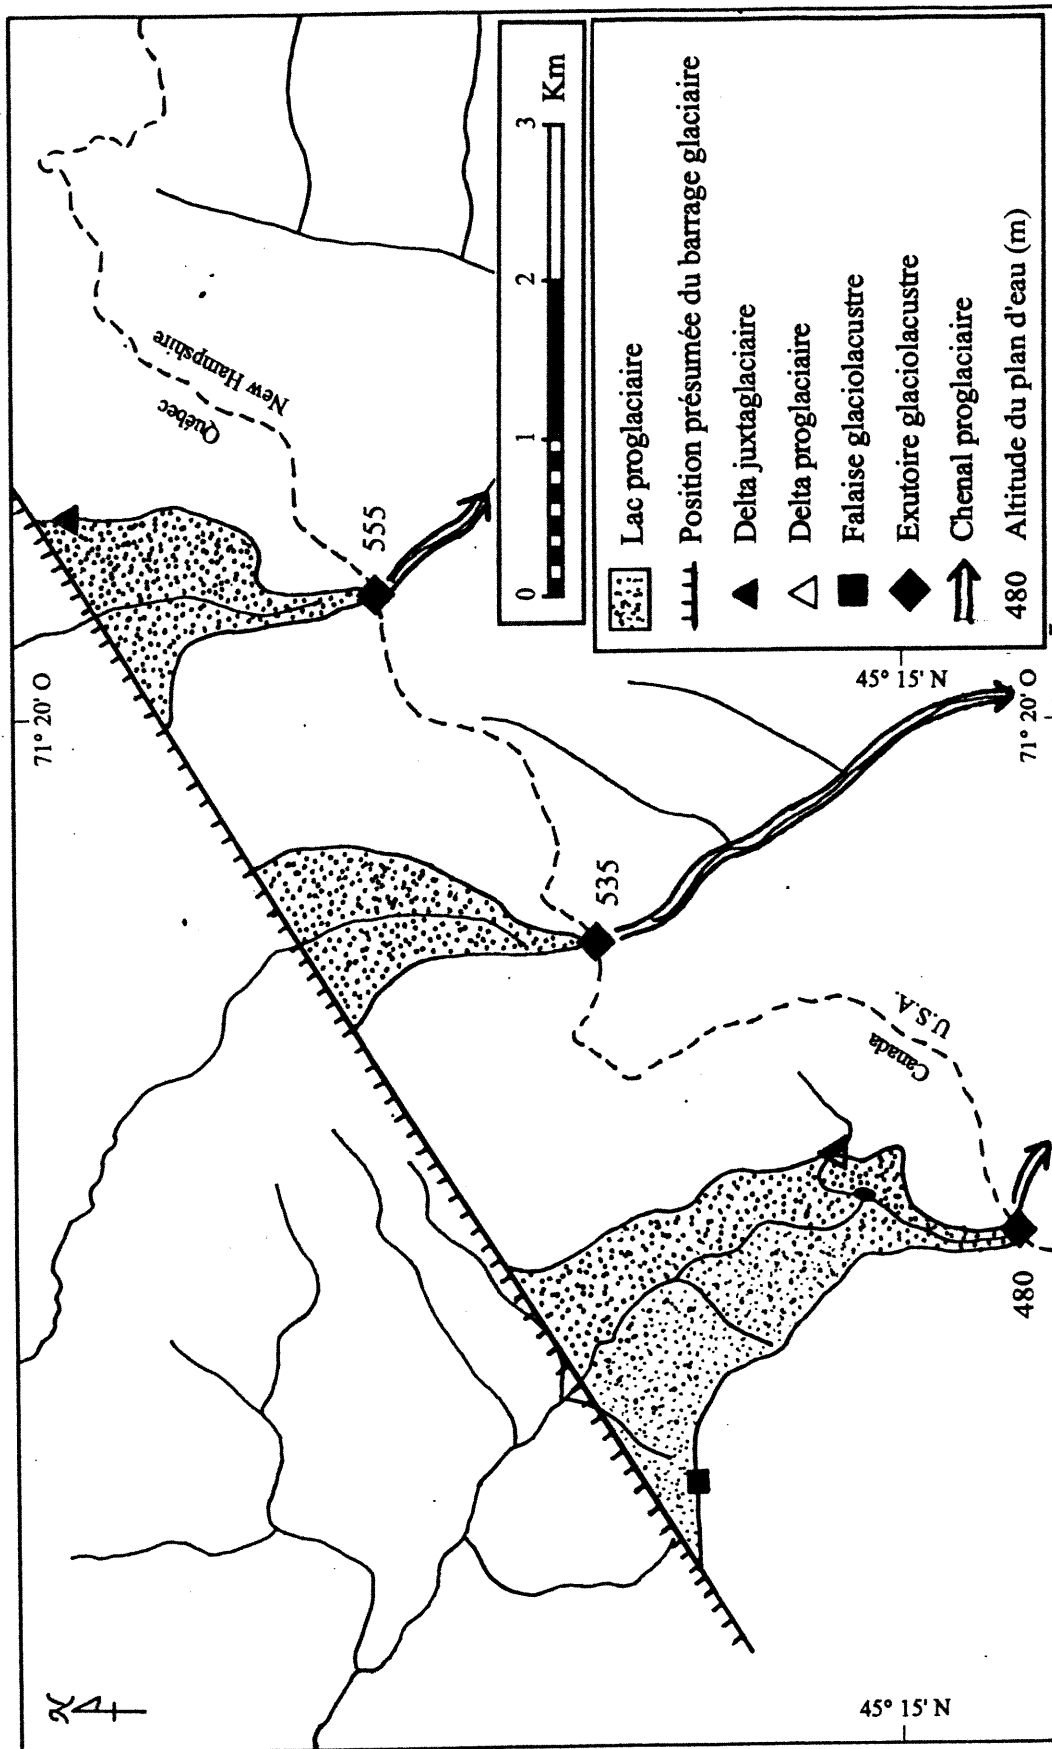 71° 20' O
Québec
New Hampshire
555
535
Canada
U.S.A.
480
45° 15' N
45° 15' N
71° 20' O
0 1 2 3 Km
Lac proglaciaire
Position présumée du barrage glaciaire
Delta juxtaglaciaire
Delta proglaciaire
Falaise glaciolacustre
Exutoire glaciolacustre
Chenal proglaciaire
480 Altitude du plan d'eau (m)